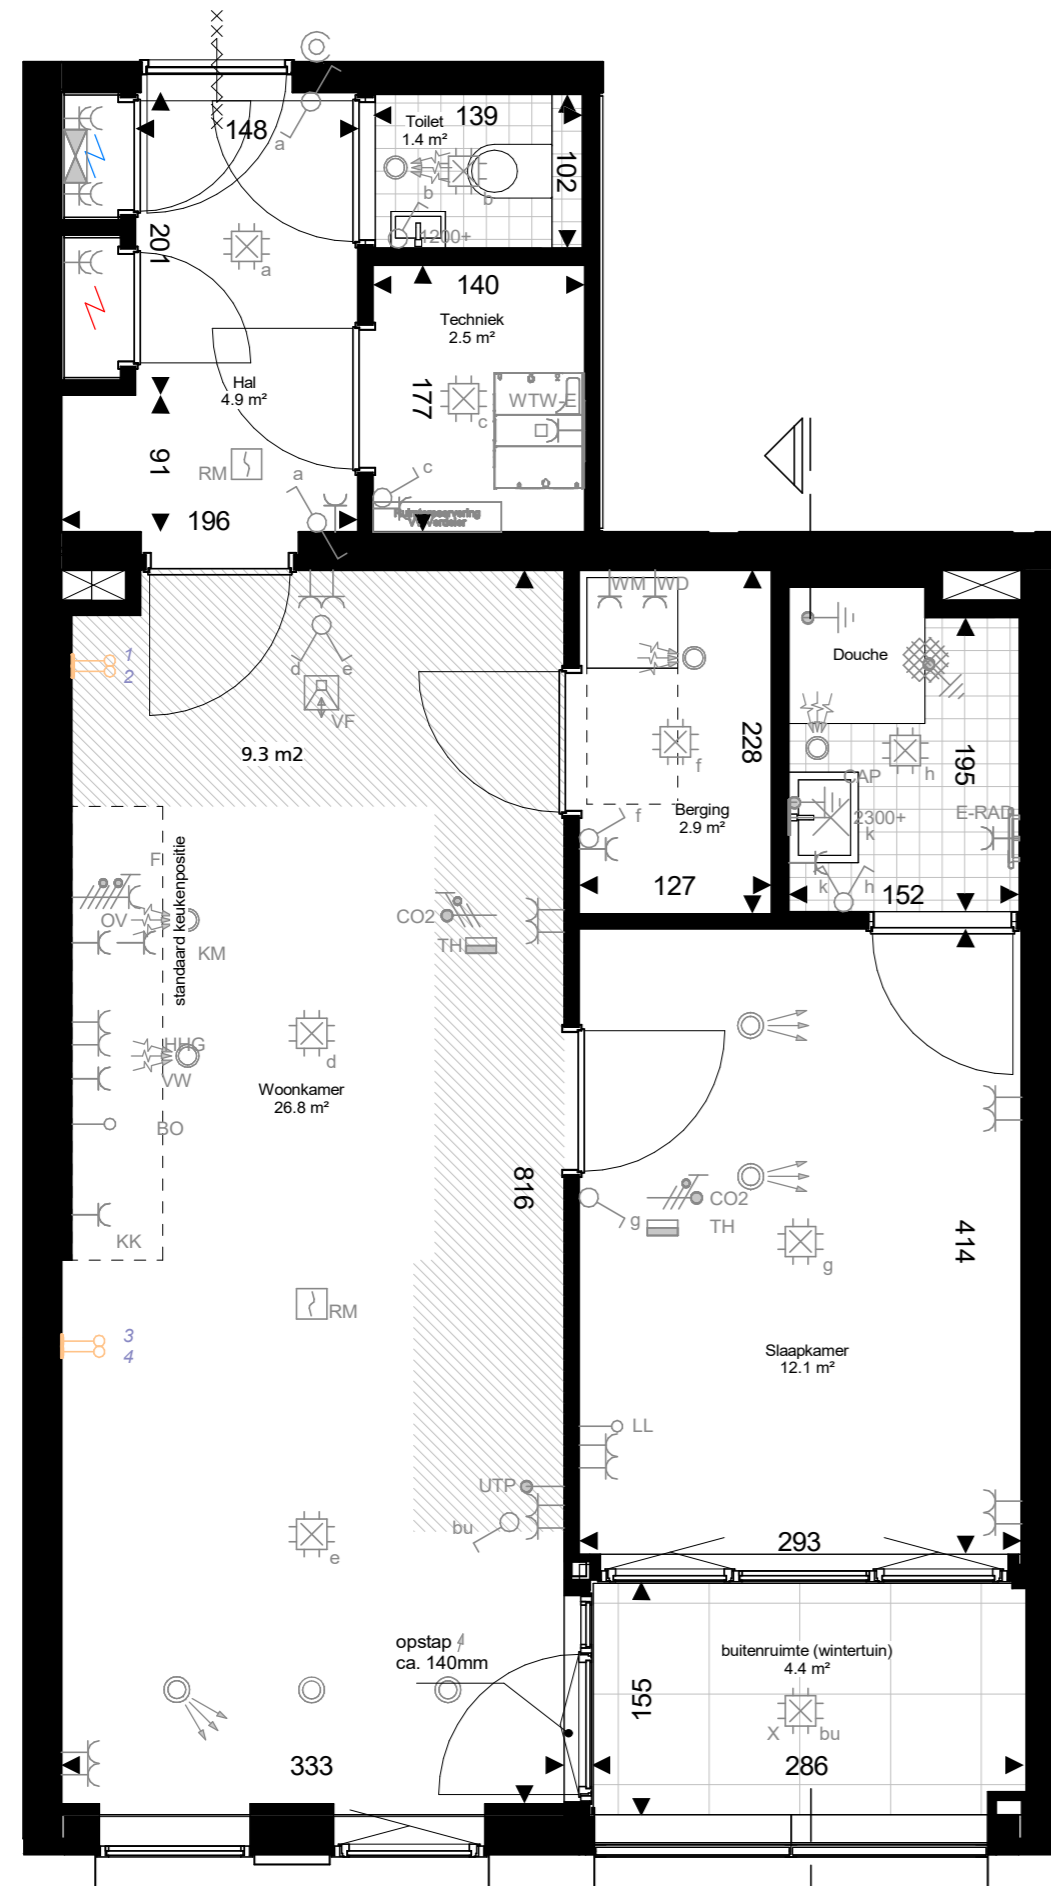 148
a
Toilet
1.4 m²
139
102
b
b
1200+
201
a
140
Techniek
2.5 m²
Hal
4.9 m²
177
WTW-E
c
c
91
RM
a
196
WM
WD
Douche
1
2
d
e
VF
9.3 m2
f
228
h
195
CAP
2300+
k
E-RAD
Berging
2.9 m²
f
127
k
h
152
standaard keukenpositie
F
OV
KM
CO2
TH
HHG
VW
BO
d
Woonkamer
26.8 m²
816
KK
g
CO2
TH
g
414
RM
3
4
Slaapkamer
12.1 m²
LL
UTP
bu
e
293
opstap
ca. 140mm
buitenruimte (wintertuin)
4.4 m²
155
X
bu
333
286